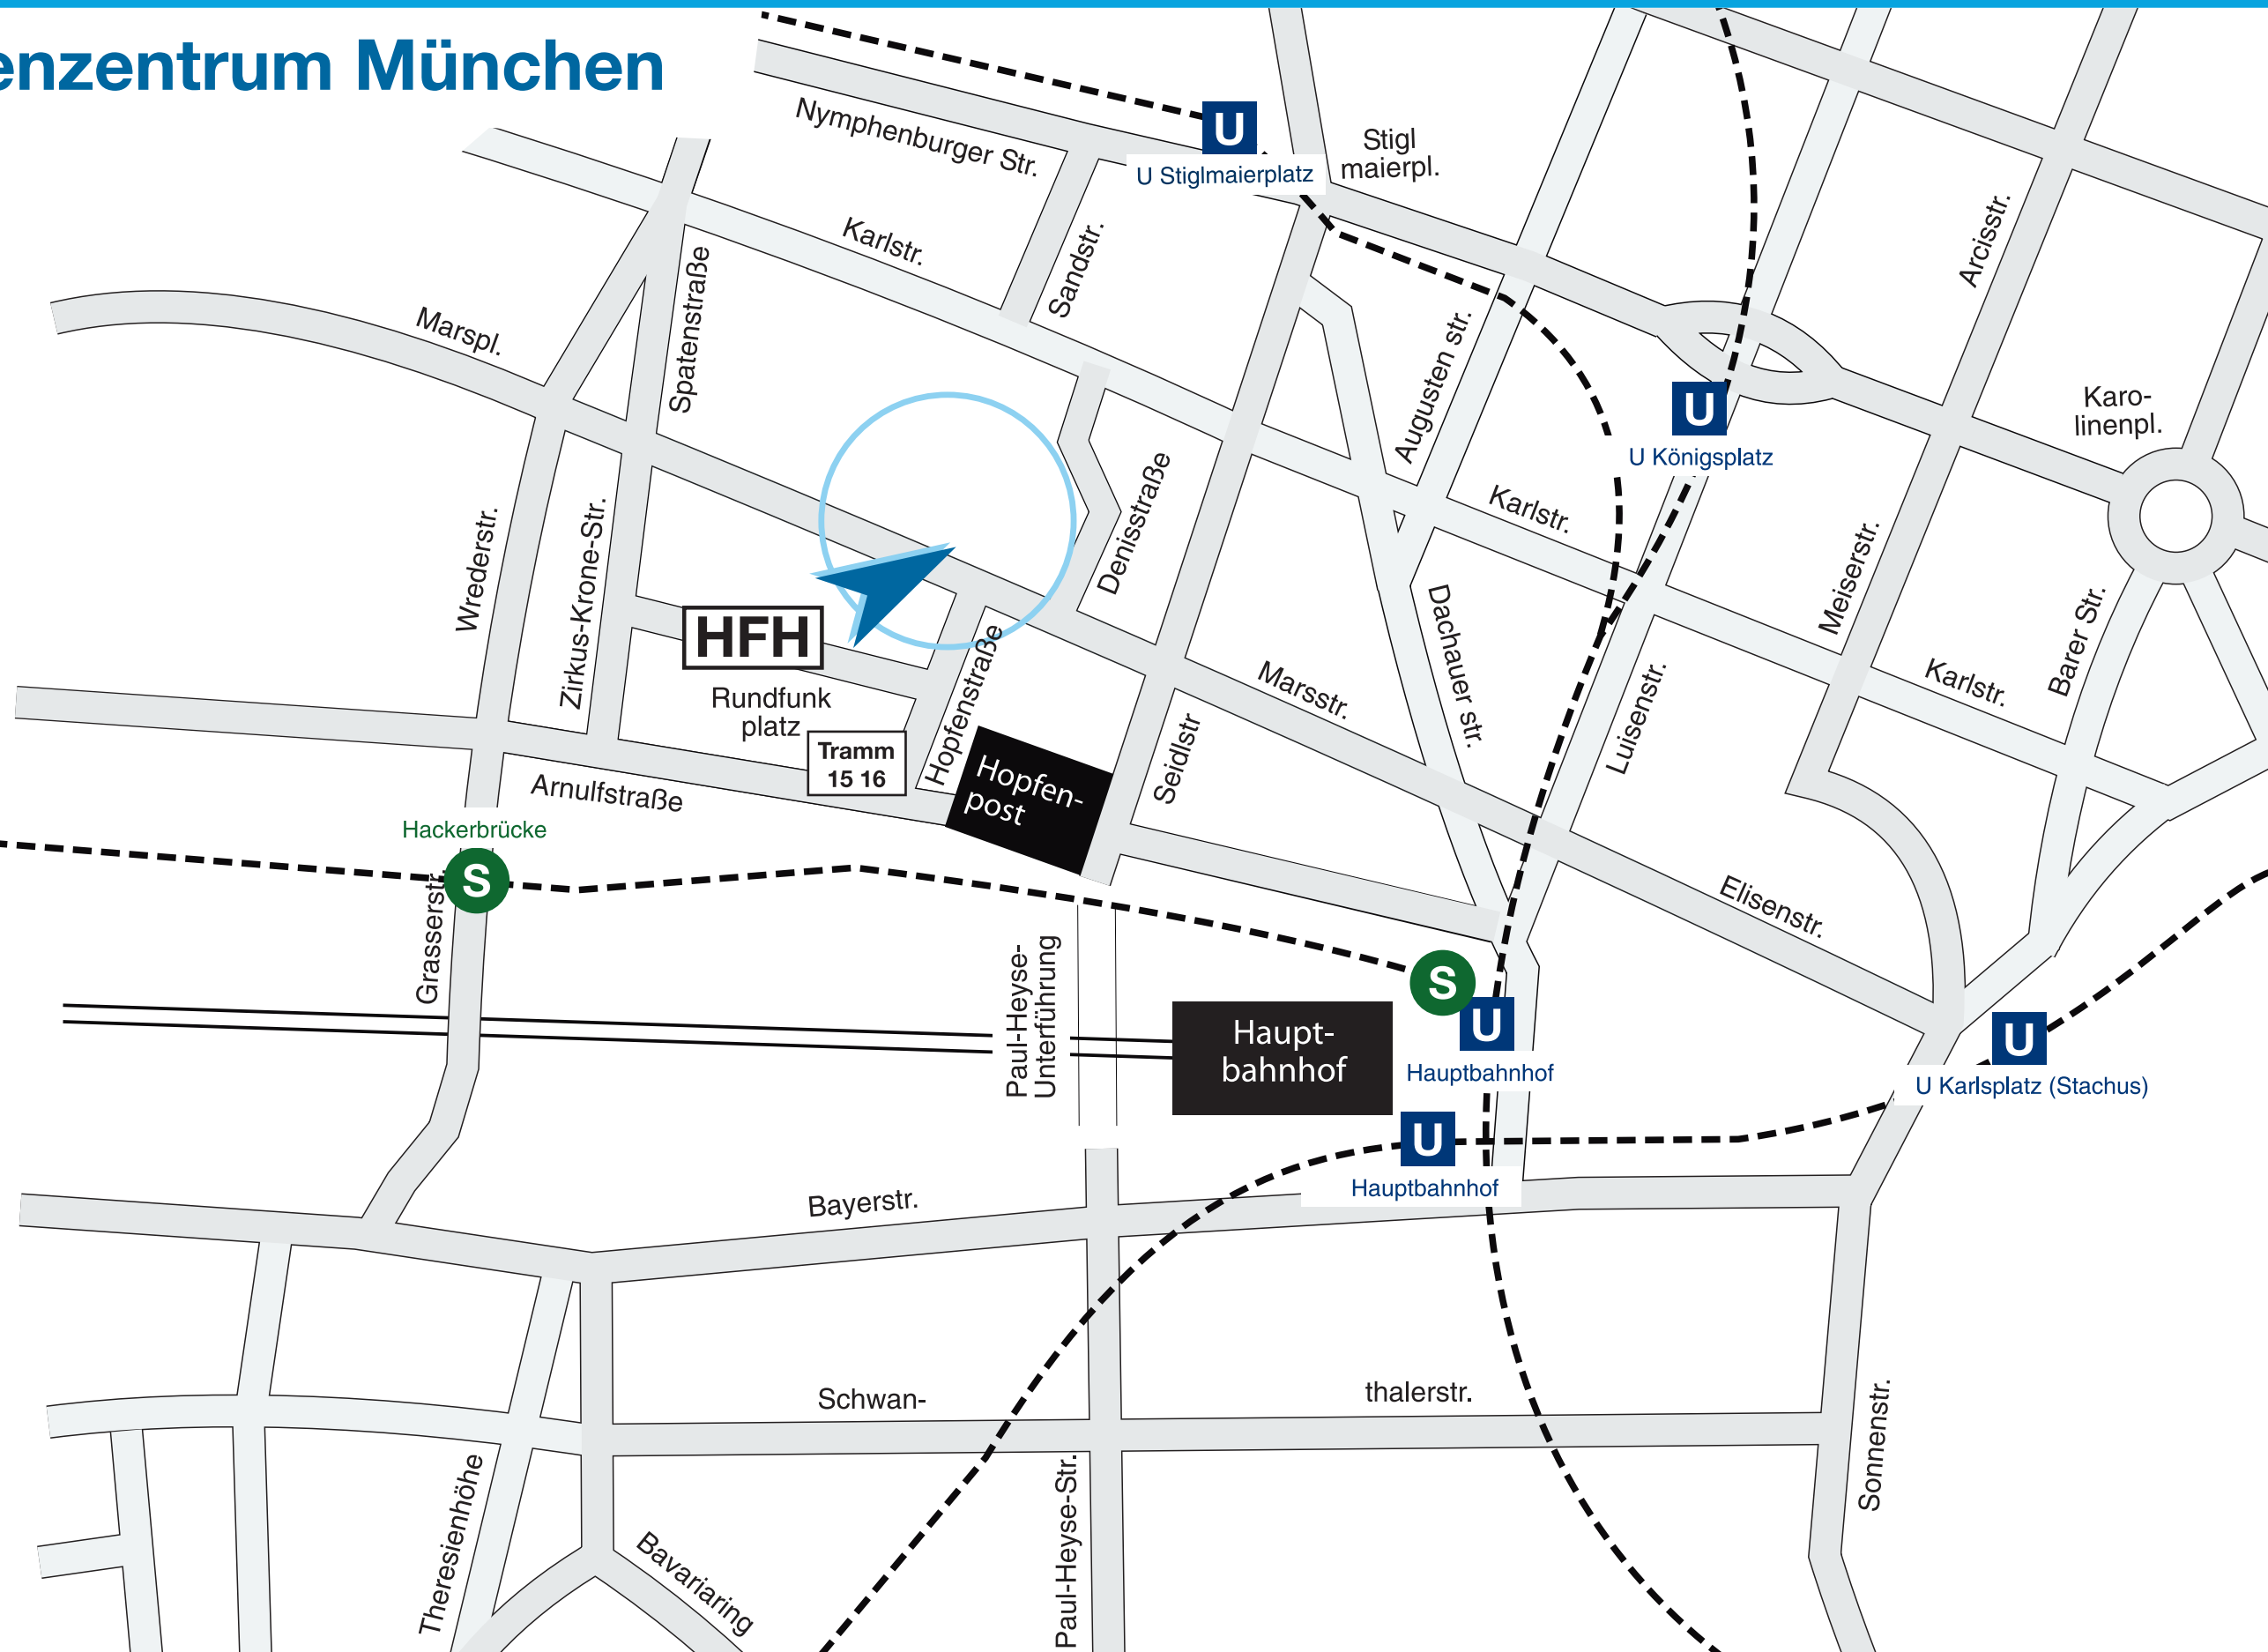 enzentrum München
Nymphenburger Str.
U
U Stiglmaierplatz
Stigl
maierpl.
Arcisstr.
Karlstr.
Sandstr.
Spatenstraße
Marspl.
Augusten str.
U
U Königsplatz
Karo-
linenpl.
Wrederstr.
Zirkus-Krone-Str.
Denisstraße
Karlstr.
Meiserstr.
Barer Str.
HFH
Rundfunk
platz
Hopfenstraße
Marsstr.
Dachauer str.
Luisenstr.
Karlstr.
Tramm
15 16
Hopfen-
post
Seidlstr
Arnulfstraße
Hackerbrücke
S
Grasserstr.
Elisenstr.
Paul-Heyse-
Unterführung
S
Haupt-
bahnhof
U
Hauptbahnhof
U
U Karlsplatz (Stachus)
U
Hauptbahnhof
Bayerstr.
Schwan-
thalerstr.
Sonnenstr.
Theresienhöhe
Bavariaring
Paul-Heyse-Str.